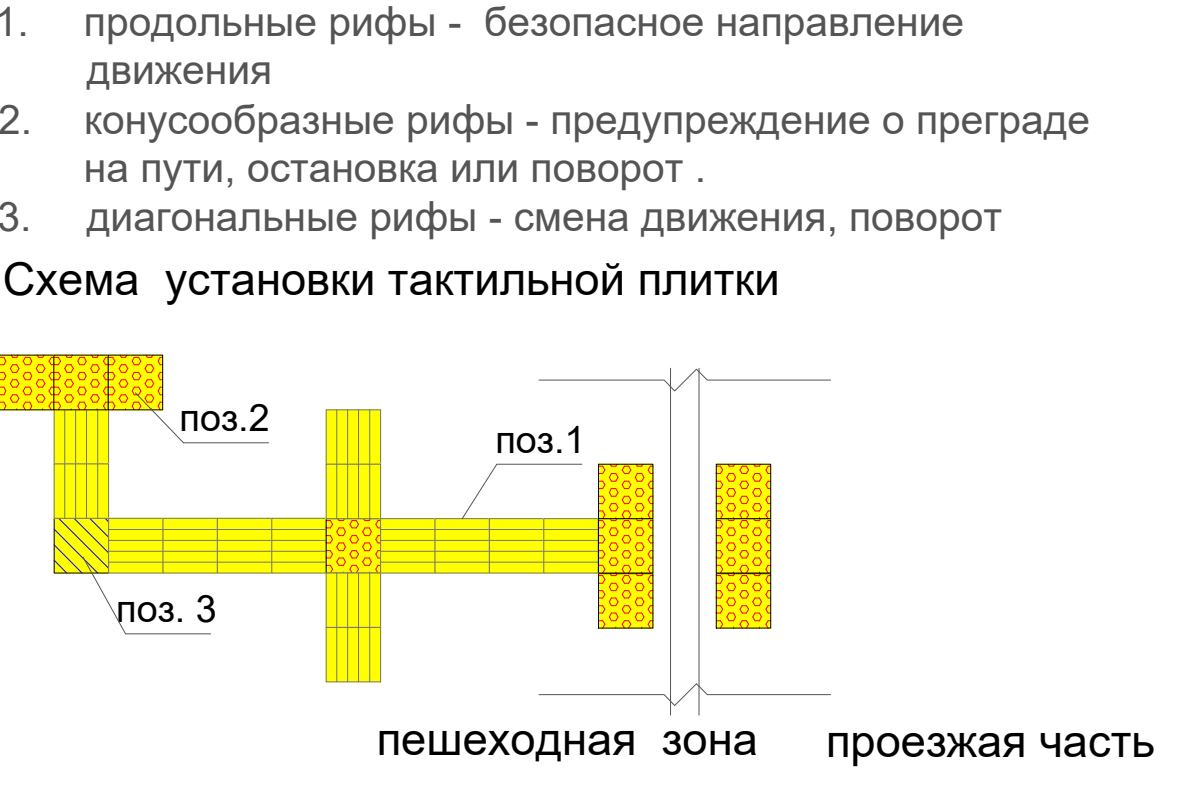 1. продольные рифы - безопасное направление
движения
2. конусообразные рифы - предупреждение о преграде
на пути, остановка или поворот .
3. диагональные рифы - смена движения, поворот
Схема установки тактильной плитки
поз.2
поз.1
поз. 3
пешеходная зона
проезжая часть